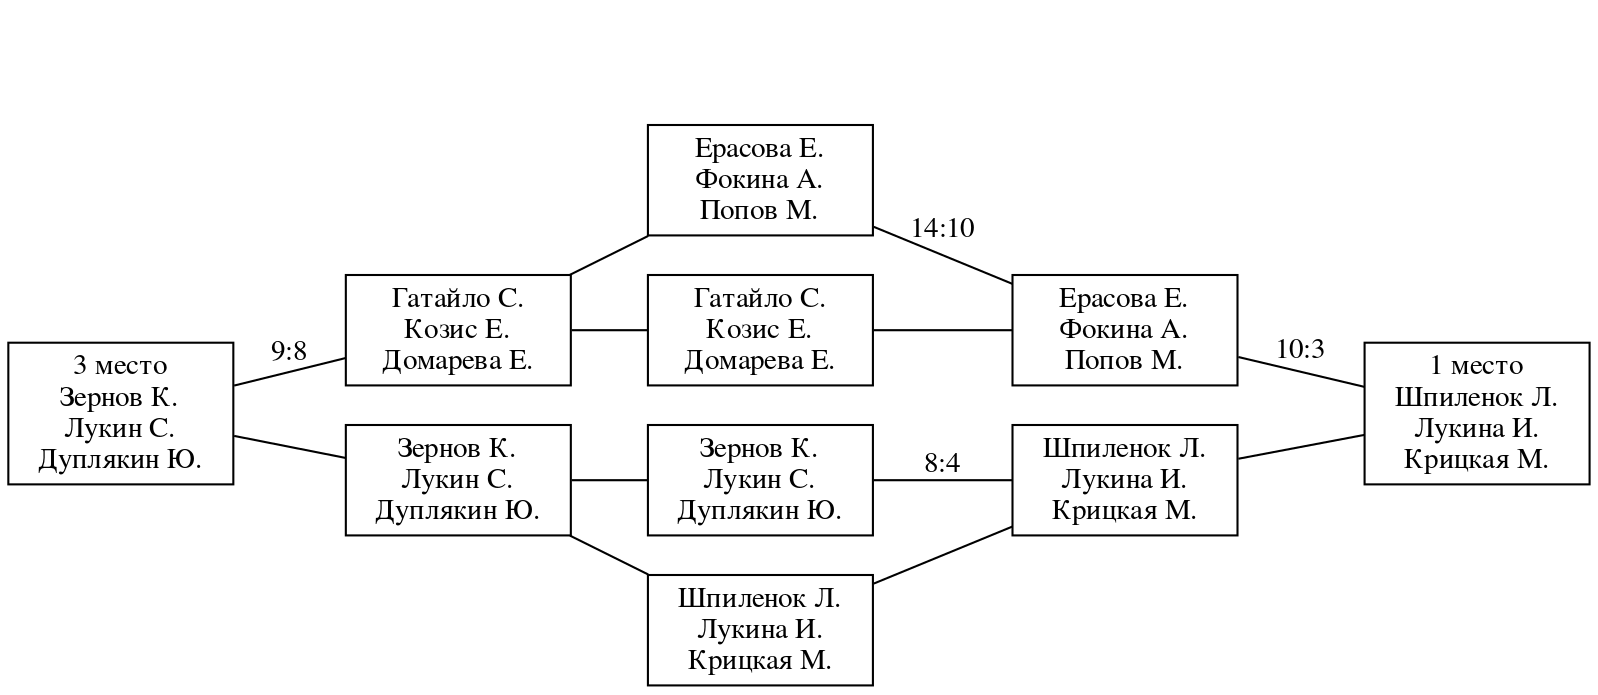 Ерасова Е.
Фокина А.
Попов М.
14:10
Гатайло С.
Козис Е.
Домарева Е.
Гатайло С.
Козис Е.
Домарева Е.
Ерасова Е.
Фокина А.
Попов М.
9:8
10:3
3 место
Зернов К.
Лукин С.
Дуплякин Ю.
1 место
Шпиленок Л.
Лукина И.
Крицкая М.
Зернов К.
Лукин С.
Дуплякин Ю.
Зернов К.
Лукин С.
Дуплякин Ю.
8:4
Шпиленок Л.
Лукина И.
Крицкая М.
Шпиленок Л.
Лукина И.
Крицкая М.